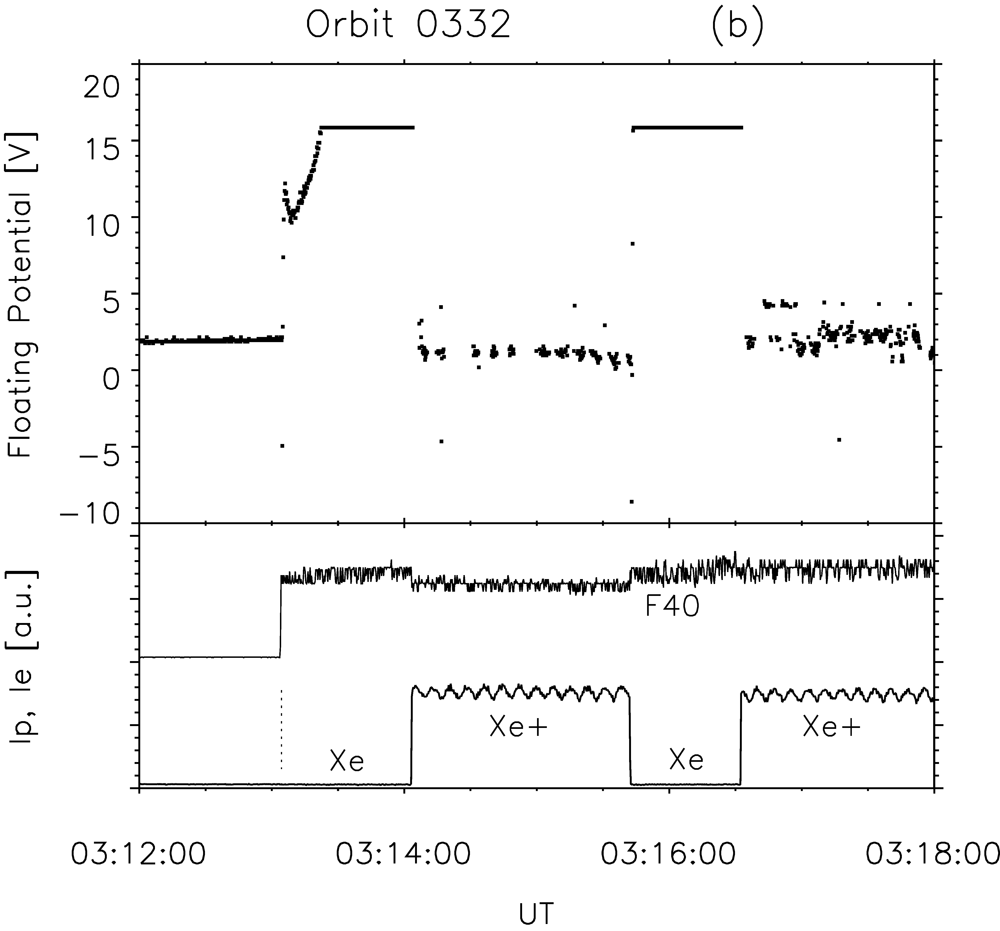 Orbit 0332 (b)
Floating Potential [V]
20
15
10
5
0
-5
-10
Ip, Ie [a.u.]
F40
Xe+
Xe+
Xe
Xe
03:12:00 03:14:00 03:16:00 03:18:00
UT